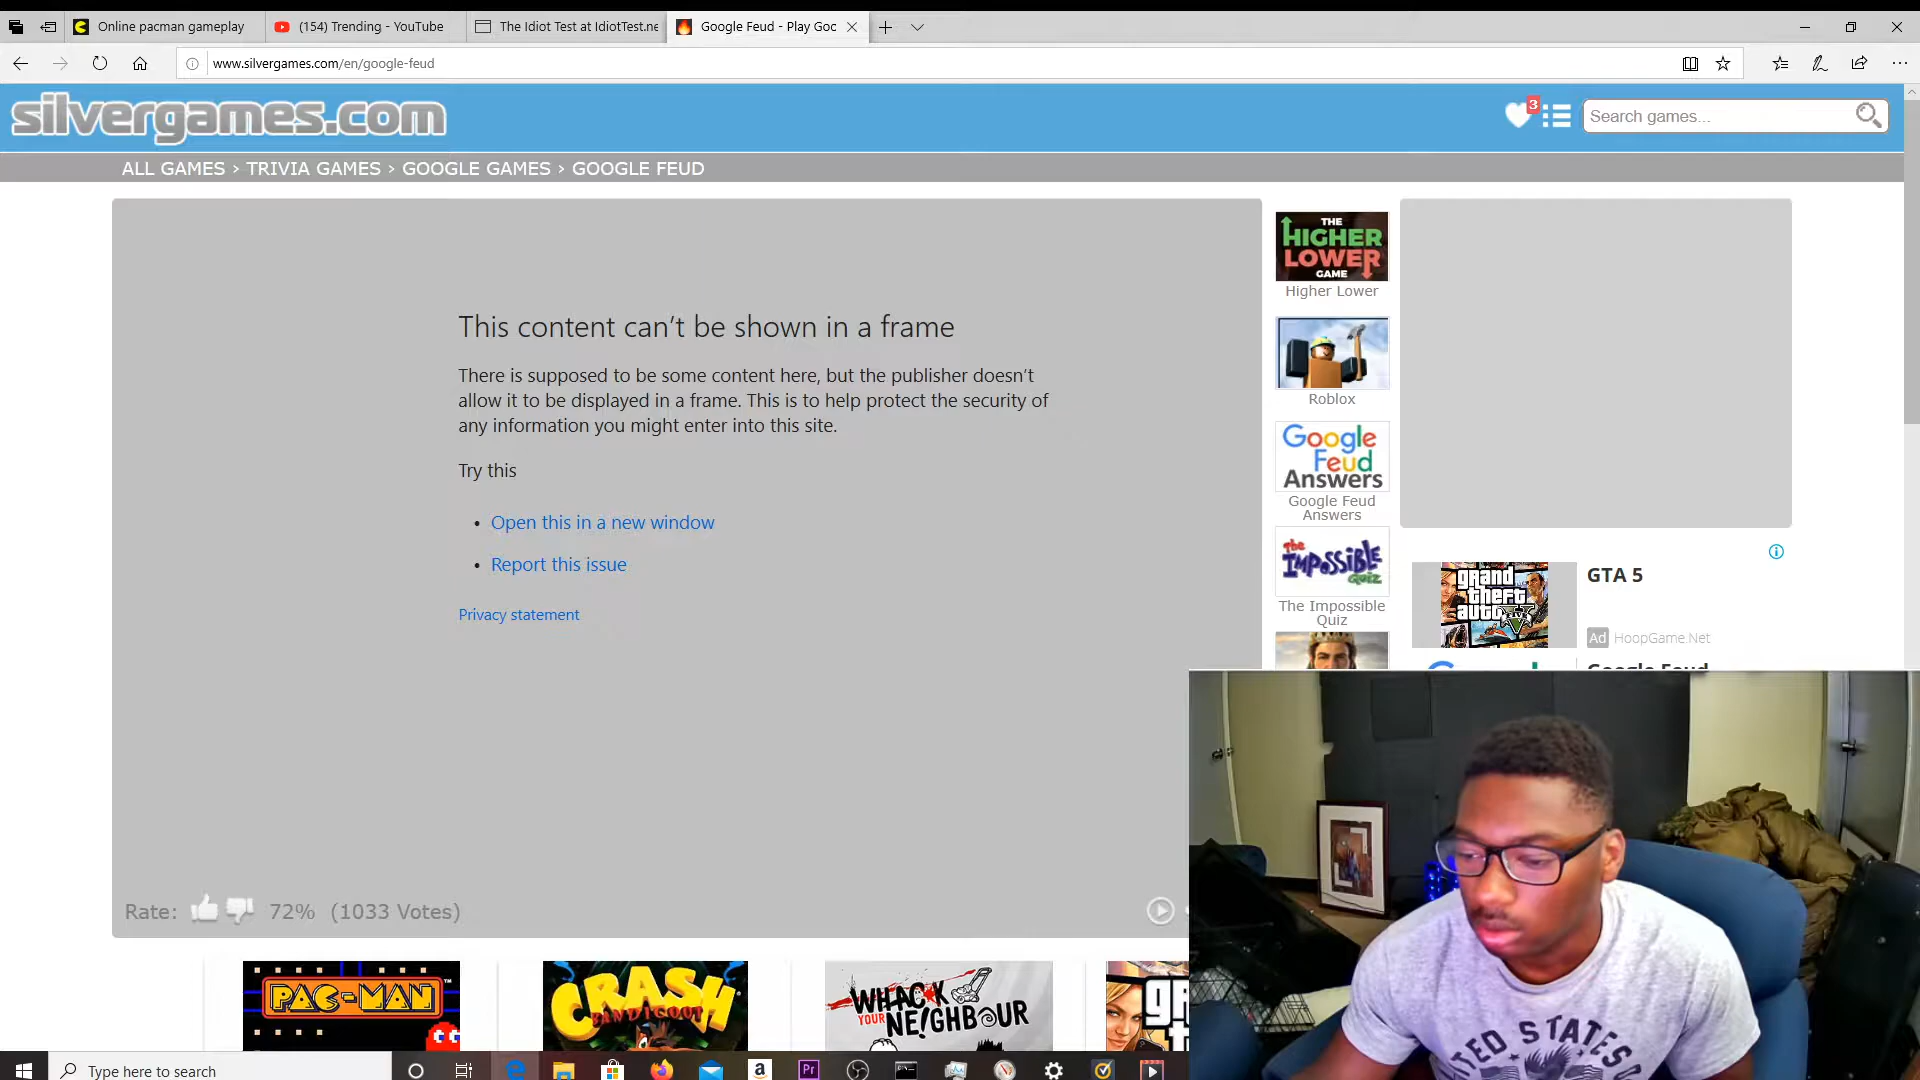 Online pacman gameplay
(154) Trending - YouTube
The Idiot Test at IdiotTest.ne
Google Feud - Play Goc
www.silvergames.com/en/google-feud
silvergames.com
3
Search games...
ALL GAMES › TRIVIA GAMES › GOOGLE GAMES › GOOGLE FEUD
This content can’t be shown in a frame
There is supposed to be some content here, but the publisher doesn’t
allow it to be displayed in a frame. This is to help protect the security of
any information you might enter into this site.
Try this
• Open this in a new window
• Report this issue
Privacy statement
THE
HIGHER
LOWER
GAME
Higher Lower
Roblox
Google
Feud
Answers
Google Feud
Answers
The
IMPOSSIBLE
Quiz
The Impossible
Quiz
grand
theft
auto
V
GTA 5
Ad HoopGame.Net
Rate:
72% (1033 Votes)
PAC-MAN
CRASH
BANDICOOT
WHACK
YOUR
NEIGHBOUR
UNITED STATES
Type here to search
a
Pr